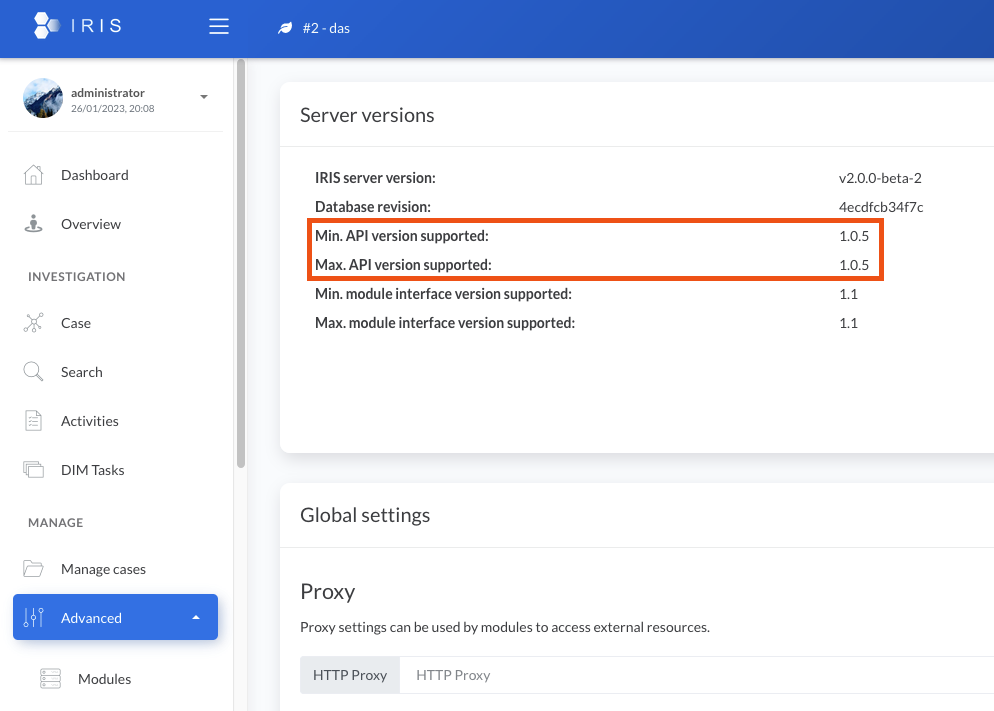 IRIS
#2 - das
administrator
26/01/2023, 20:08
Dashboard
Overview
INVESTIGATION
Case
Search
Activities
DIM Tasks
MANAGE
Manage cases
Advanced
Modules
Server versions
IRIS server version: v2.0.0-beta-2
Database revision: 4ecdfcb34f7c
Min. API version supported: 1.0.5
Max. API version supported: 1.0.5
Min. module interface version supported: 1.1
Max. module interface version supported: 1.1
Global settings
Proxy
Proxy settings can be used by modules to access external resources.
HTTP Proxy HTTP Proxy